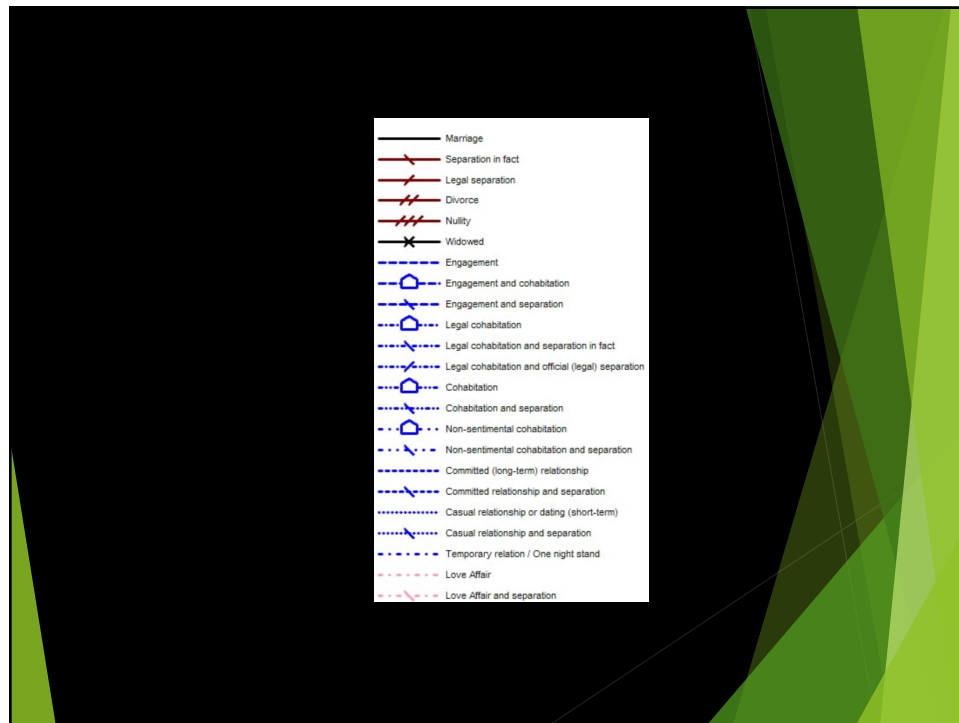 Marriage
Separation in fact
Legal separation
Divorce
Nullity
Widowed
Engagement
Engagement and cohabitation
Engagement and separation
Legal cohabitation
Legal cohabitation and separation in fact
Legal cohabitation and official (legal) separation
Cohabitation
Cohabitation and separation
Non-sentimental cohabitation
Non-sentimental cohabitation and separation
Committed (long-term) relationship
Committed relationship and separation
Casual relationship or dating (short-term)
Casual relationship and separation
Temporary relation / One night stand
Love Affair
Love Affair and separation